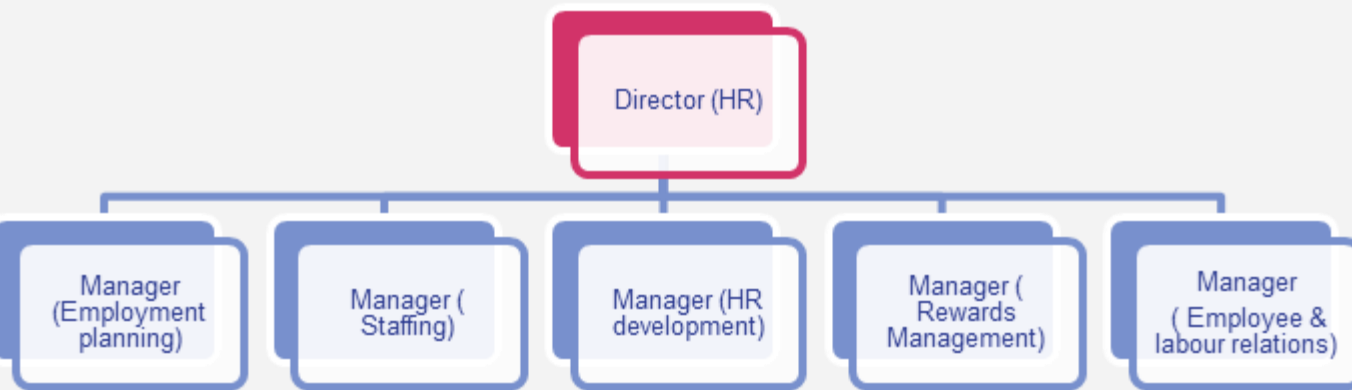 Director (HR)
Manager
(Employment
planning)
Manager (
Staffing)
Manager (HR
development)
Manager (
Rewards
Management)
Manager
( Employee &
labour relations)